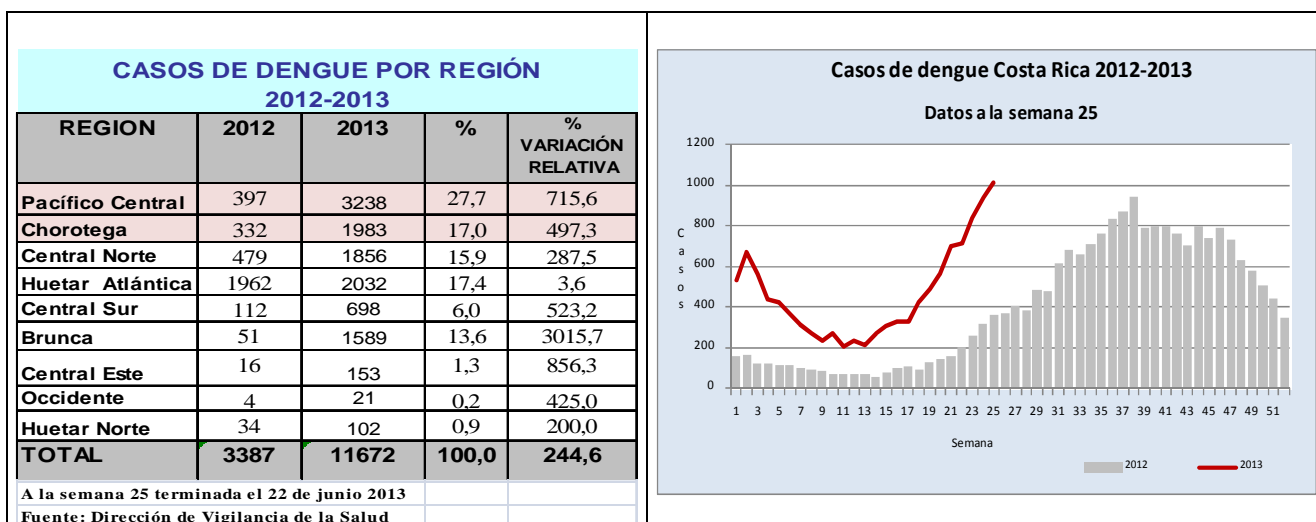 CASOS DE DENGUE POR REGIÓN
2012-2013
REGION 2012 2013 % % VARIACIÓN RELATIVA
Pacífico Central 397 3238 27,7 715,6
Chorotega 332 1983 17,0 497,3
Central Norte 479 1856 15,9 287,5
Huetar Atlántica 1962 2032 17,4 3,6
Central Sur 112 698 6,0 523,2
Brunca 51 1589 13,6 3015,7
Central Este 16 153 1,3 856,3
Occidente 4 21 0,2 425,0
Huetar Norte 34 102 0,9 200,0
TOTAL 3387 11672 100,0 244,6
A la semana 25 terminada el 22 de junio 2013
Fuente: Dirección de Vigilancia de la Salud
Casos de dengue Costa Rica 2012-2013
Datos a la semana 25
1200
1000
800
600
400
200
0
Casos
1 3 5 7 9 11 13 15 17 19 21 23 25 27 29 31 33 35 37 39 41 43 45 47 49 51
Semana
2012 2013